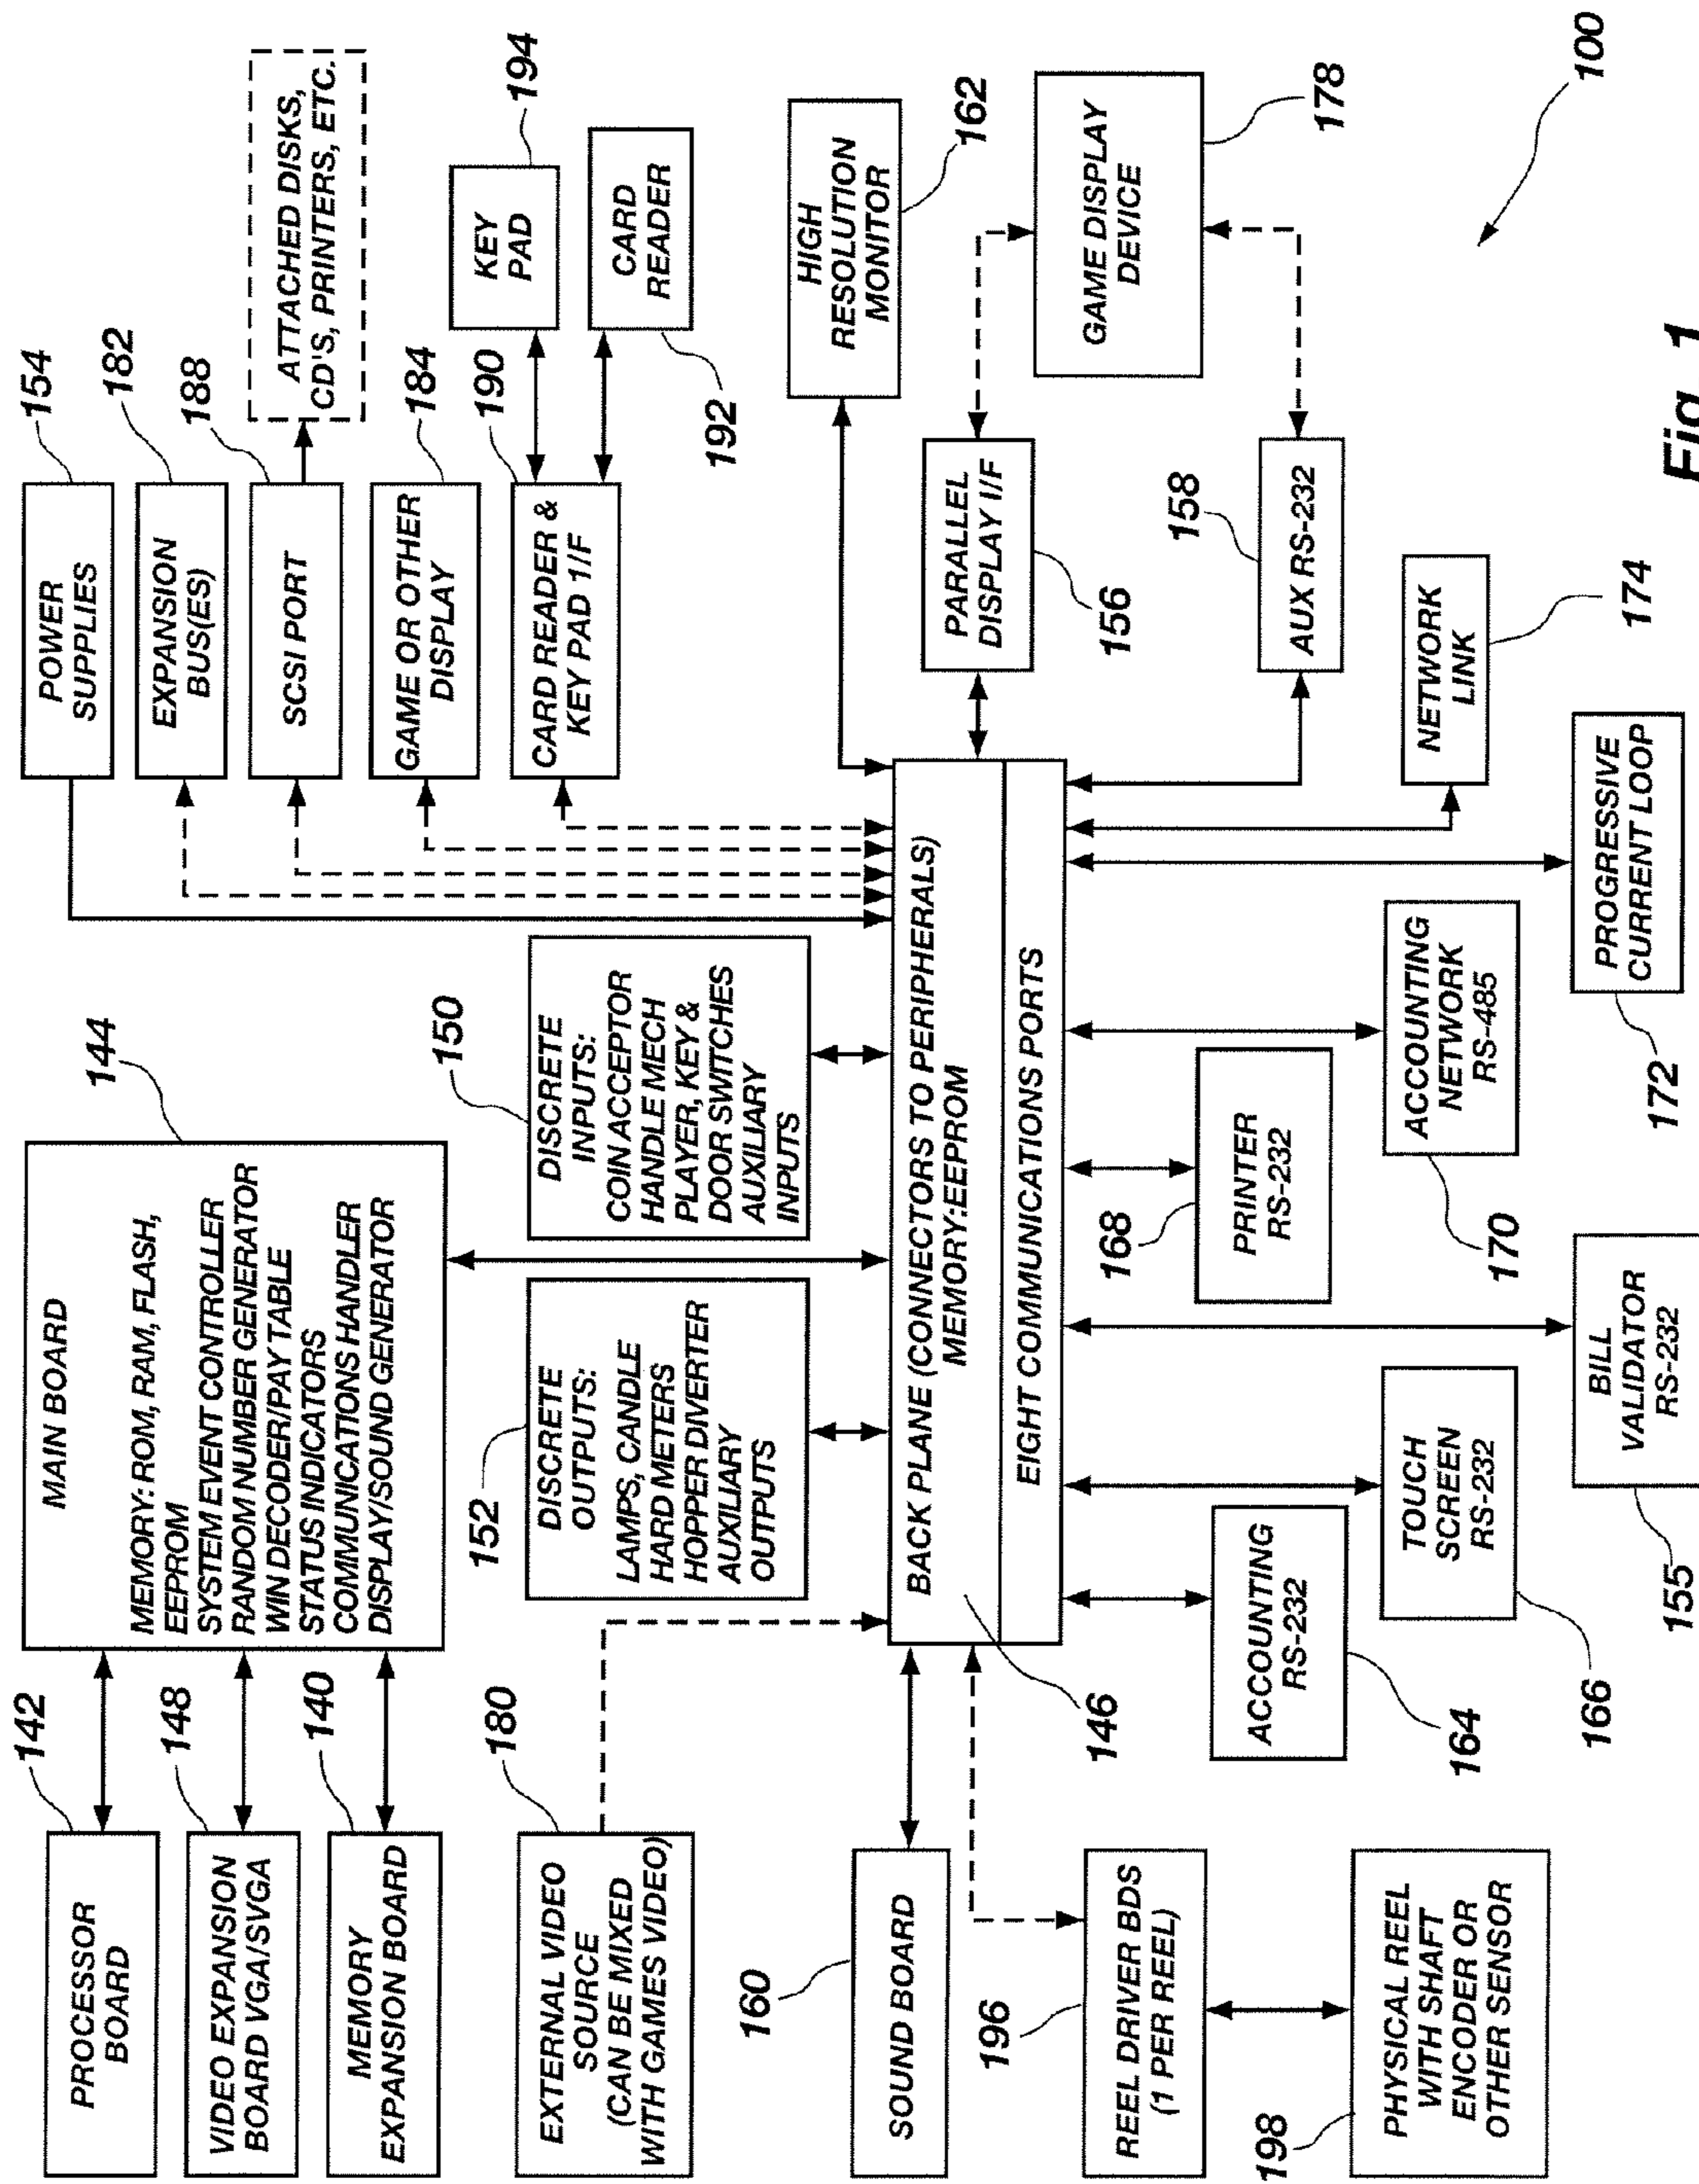 PROCESSOR
BOARD
142
VIDEO EXPANSION
BOARD VGA/SVGA
148
MEMORY
EXPANSION BOARD
140
EXTERNAL VIDEO
SOURCE
(CAN BE MIXED
WITH GAMES VIDEO)
180
MAIN BOARD
MEMORY: ROM, RAM, FLASH,
EEPROM
SYSTEM EVENT CONTROLLER
RANDOM NUMBER GENERATOR
WIN DECODER/PAY TABLE
STATUS INDICATORS
COMMUNICATIONS HANDLER
DISPLAY/SOUND GENERATOR
144
POWER
SUPPLIES
154
EXPANSION
BUS(ES)
182
SCSI PORT
188
ATTACHED DISKS,
CD'S, PRINTERS, ETC.
GAME OR OTHER
DISPLAY
184
CARD READER &
KEY PAD 1/F
190
KEY
PAD
194
CARD
READER
192
DISCRETE
OUTPUTS:
LAMPS, CANDLE
HARD METERS
HOPPER DIVERTER
AUXILIARY
OUTPUTS
152
DISCRETE
INPUTS:
COIN ACCEPTOR
HANDLE MECH
PLAYER, KEY &
DOOR SWITCHES
AUXILIARY
INPUTS
150
SOUND BOARD
160
BACK PLANE (CONNECTORS TO PERIPHERALS)
MEMORY:EEPROM
EIGHT COMMUNICATIONS PORTS
146
HIGH
RESOLUTION
MONITOR
162
PARALLEL
DISPLAY I/F
156
GAME DISPLAY
DEVICE
178
AUX RS-232
158
REEL DRIVER BDS
(1 PER REEL)
196
PHYSICAL REEL
WITH SHAFT
ENCODER OR
OTHER SENSOR
198
ACCOUNTING
RS-232
164
TOUCH
SCREEN
RS-232
166
BILL
VALIDATOR
RS-232
155
PRINTER
RS-232
168
ACCOUNTING
NETWORK
RS-485
170
PROGRESSIVE
CURRENT LOOP
172
NETWORK
LINK
174
100
Fig. 1